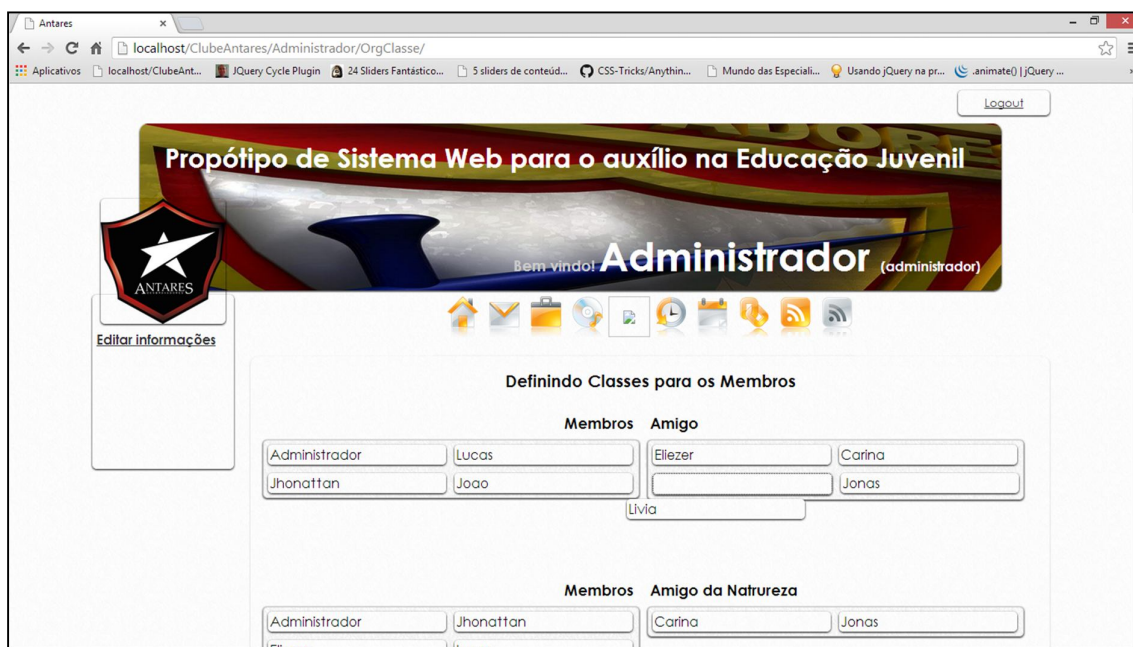 Antares
localhost/ClubeAntares/Administrador/OrgClasse/
Aplicativos localhost/ClubeAnt... JQuery Cycle Plugin 24 Sliders Fantástico... 5 sliders de conteúd... CSS-Tricks/Anythin... Mundo das Especiali... Usando jQuery na pr... .animate() | jQuery ...
Logout
ADORE
Propótipo de Sistema Web para o auxílio na Educação Juvenil
Bem vindo! Administrador (administrador)
ANTARES
Editar informações
Definindo Classes para os Membros
Membros Amigo
Administrador Lucas Eliezer Carina
Jhonattan Joao Jonas
Livia
Membros Amigo da Natrureza
Administrador Jhonattan Carina Jonas